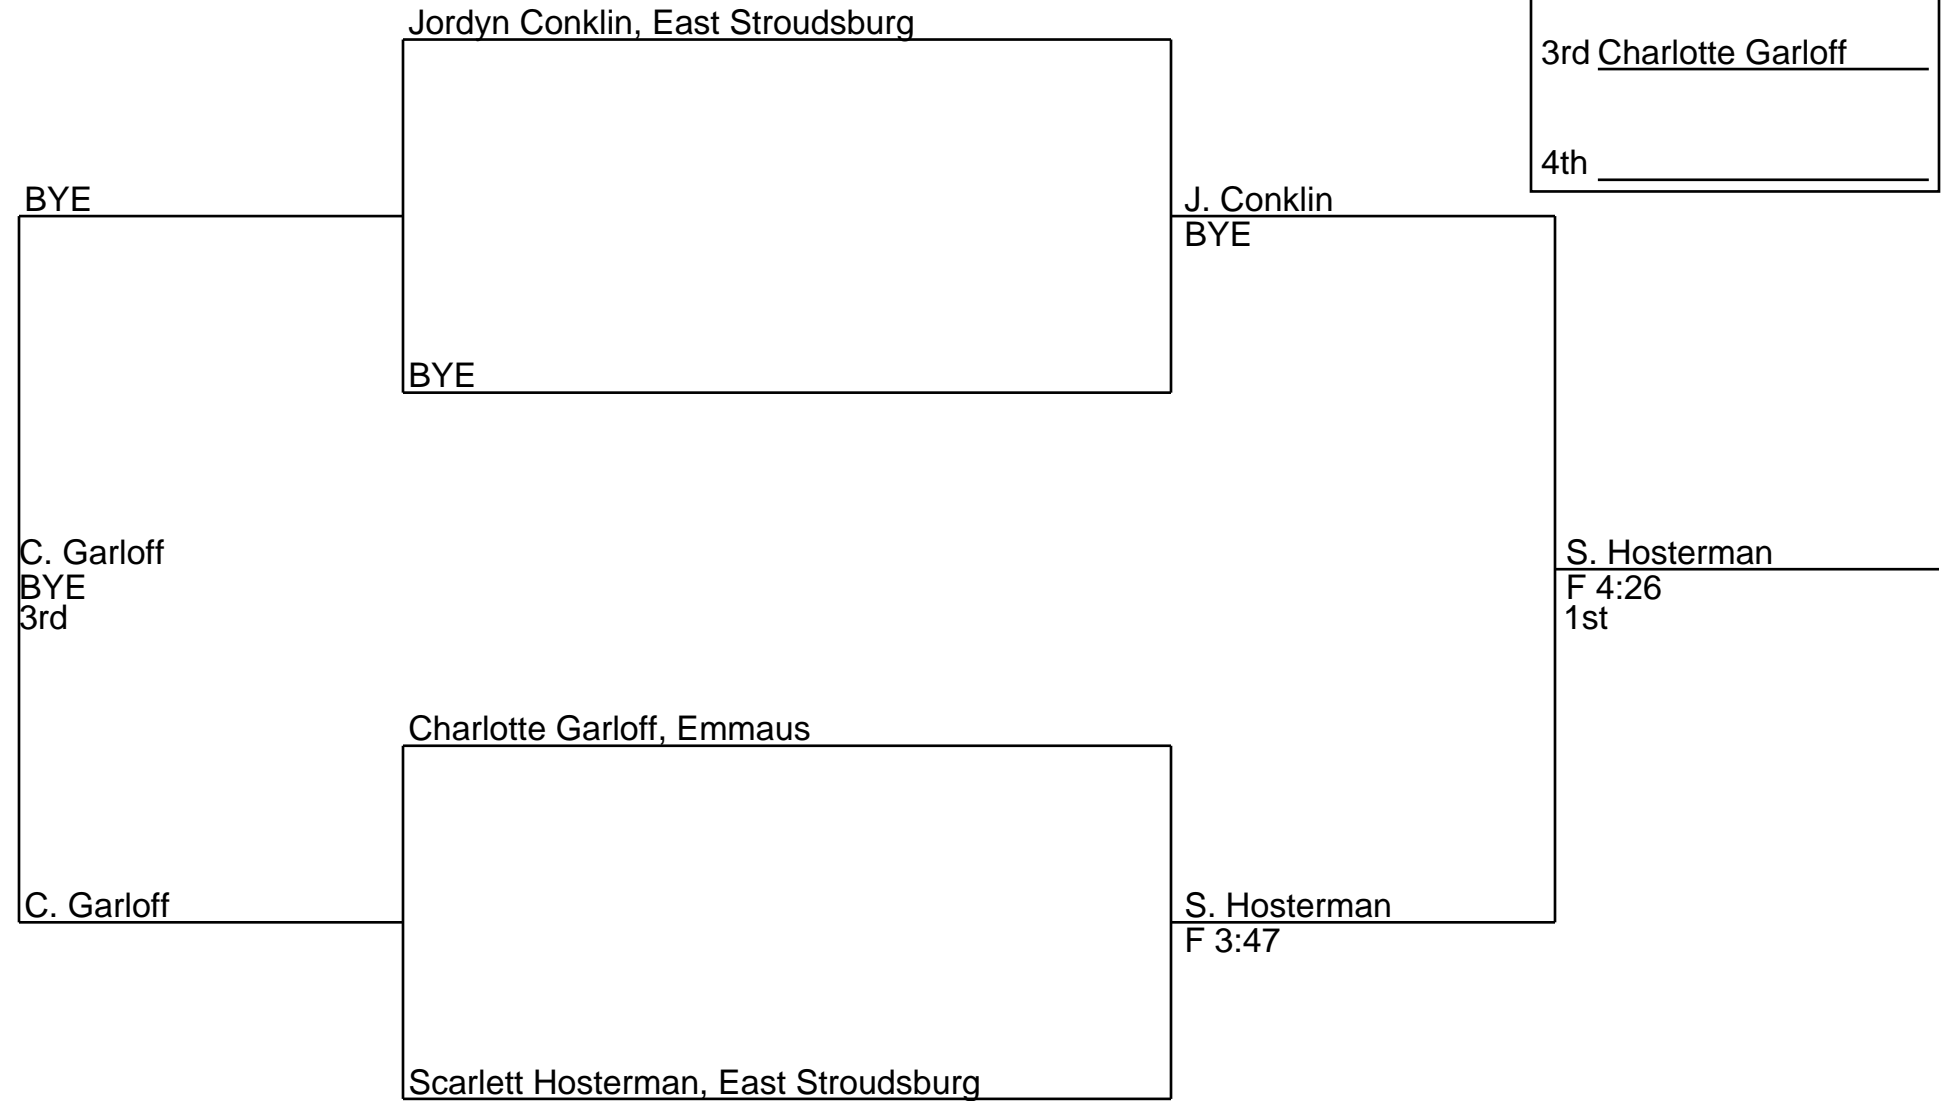 Jordyn Conklin, East Stroudsburg
3rd Charlotte Garloff
4th
BYE
J. Conklin
BYE
BYE
C. Garloff
BYE
3rd
S. Hosterman
F 4:26
1st
Charlotte Garloff, Emmaus
C. Garloff
S. Hosterman
F 3:47
Scarlett Hosterman, East Stroudsburg